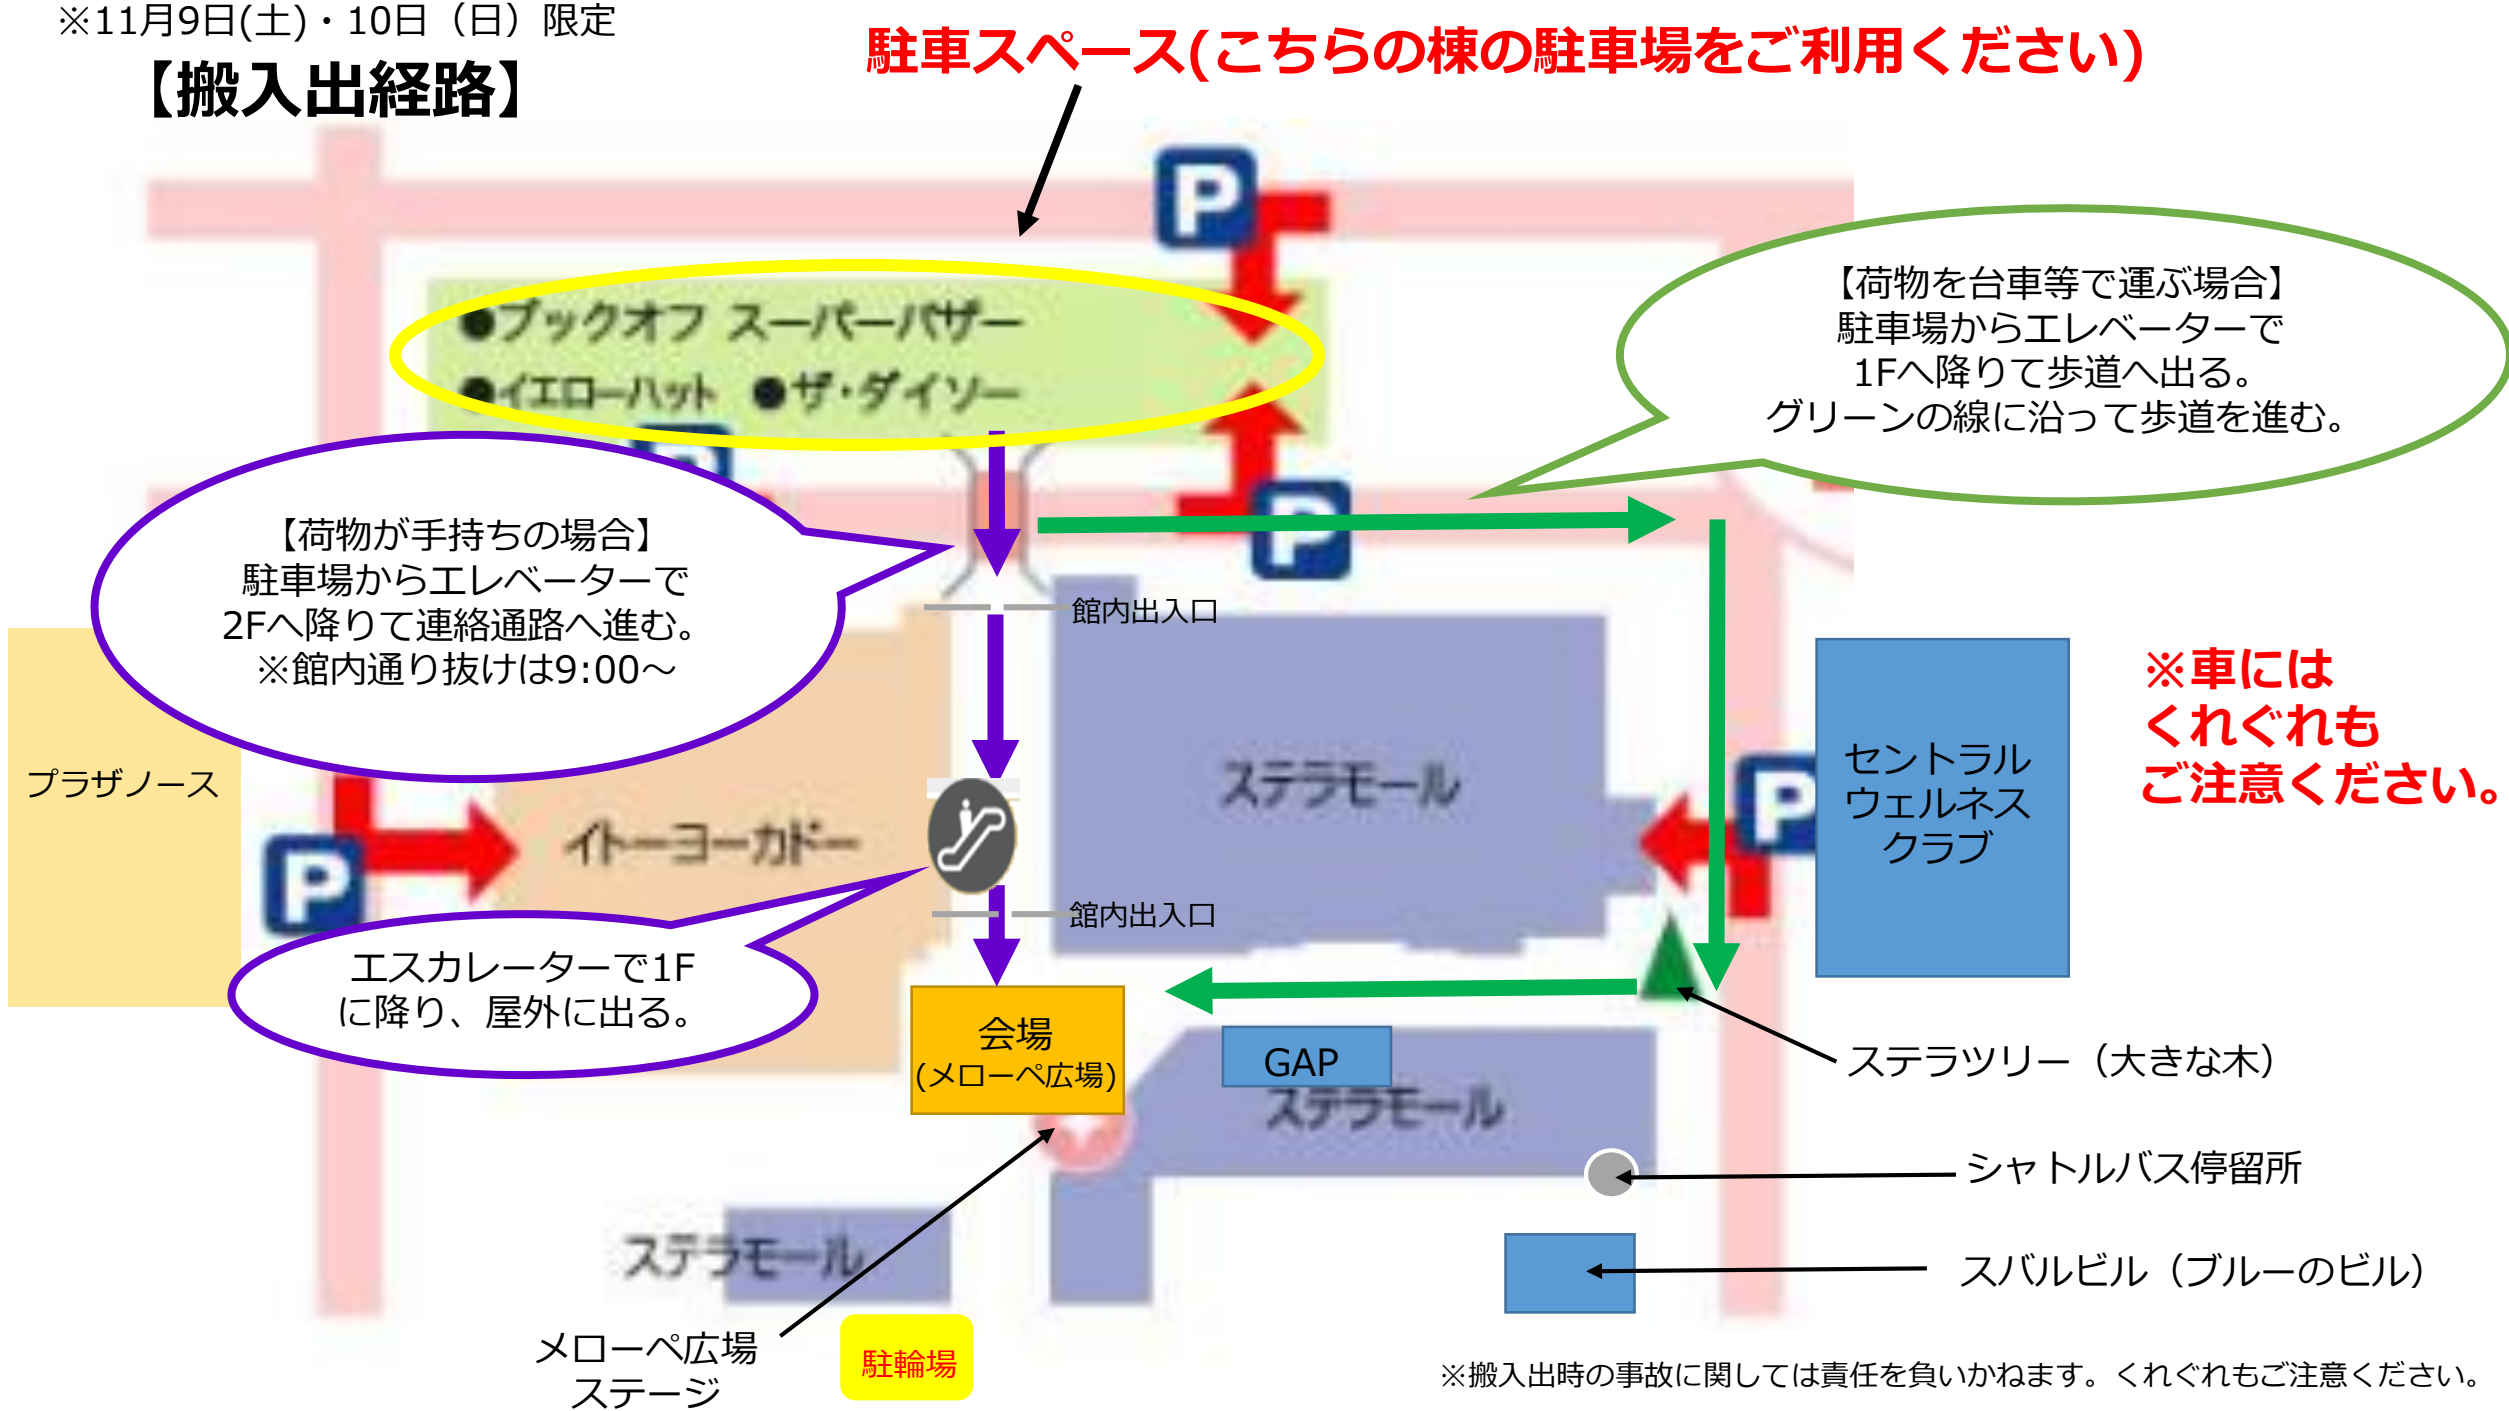 ※11月9日(土)・10日（日）限定
【搬入出経路】
駐車スペース(こちらの棟の駐車場をご利用ください)
P
●ブックオフ スーパーバザー
●イエローハット ●ザ・ダイソー
【荷物を台車等で運ぶ場合】
駐車場からエレベーターで
1Fへ降りて歩道へ出る。
グリーンの線に沿って歩道を進む。
P
P
【荷物が手持ちの場合】
駐車場からエレベーターで
2Fへ降りて連絡通路へ進む。
※館内通り抜けは9:00～
館内出入口
※車には
くれぐれも
ご注意ください。
プラザノース
イトーヨーカドー
ステラモール
P
セントラル
ウェルネス
クラブ
P
館内出入口
エスカレーターで1F
に降り、屋外に出る。
会場
(メローペ広場)
GAP
ステラモール
ステラツリー（大きな木）
シャトルバス停留所
ステラモール
スバルビル（ブルーのビル）
メローペ広場
ステージ
駐輪場
※搬入出時の事故に関しては責任を負いかねます。くれぐれもご注意ください。